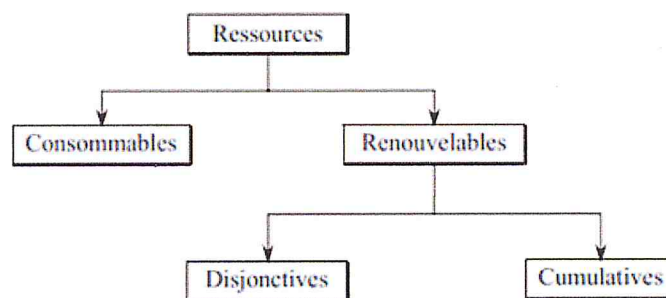 Ressources
Consommables
Renouvelables
Disjonctives
Cumulatives